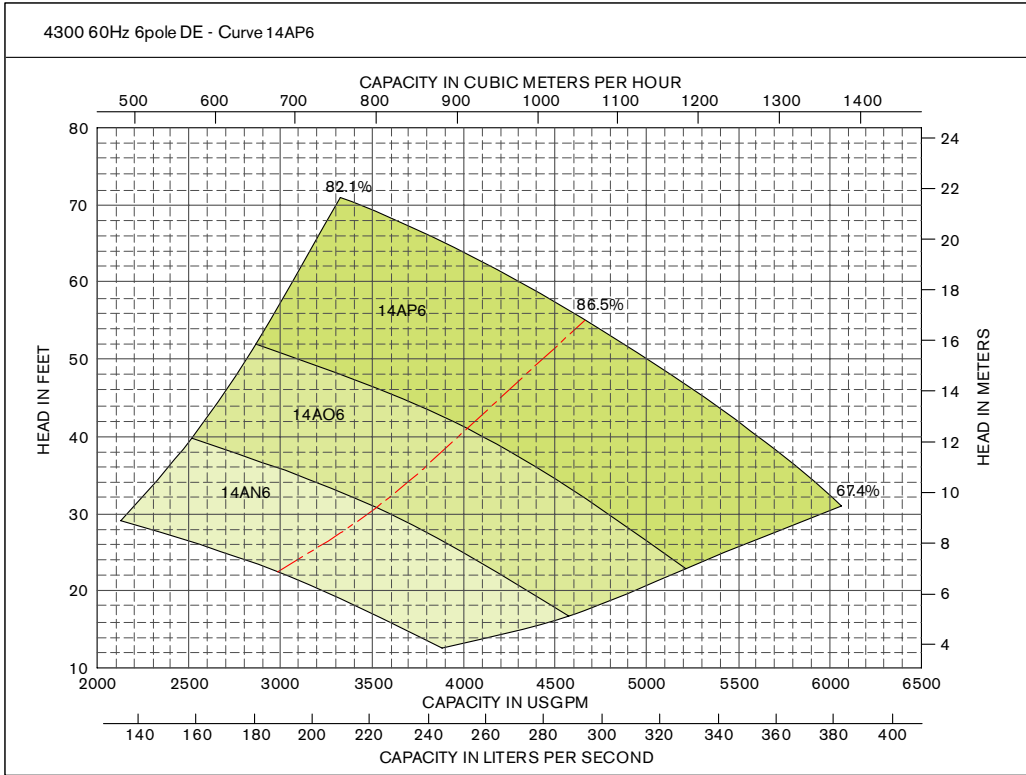 4300 60Hz 6pole DE - Curve 14AP6
CAPACITY IN CUBIC METERS PER HOUR
500 600 700 800 900 1000 1100 1200 1300 1400
80
70
60
50
40
30
20
10
HEAD IN FEET
24
22
20
18
16
14
12
10
8
6
4
HEAD IN METERS
82.1%
86.5%
67.4%
14AP6
14AO6
14AN6
2000 2500 3000 3500 4000 4500 5000 5500 6000 6500
CAPACITY IN USGPM
140 160 180 200 220 240 260 280 300 320 340 360 380 400
CAPACITY IN LITERS PER SECOND